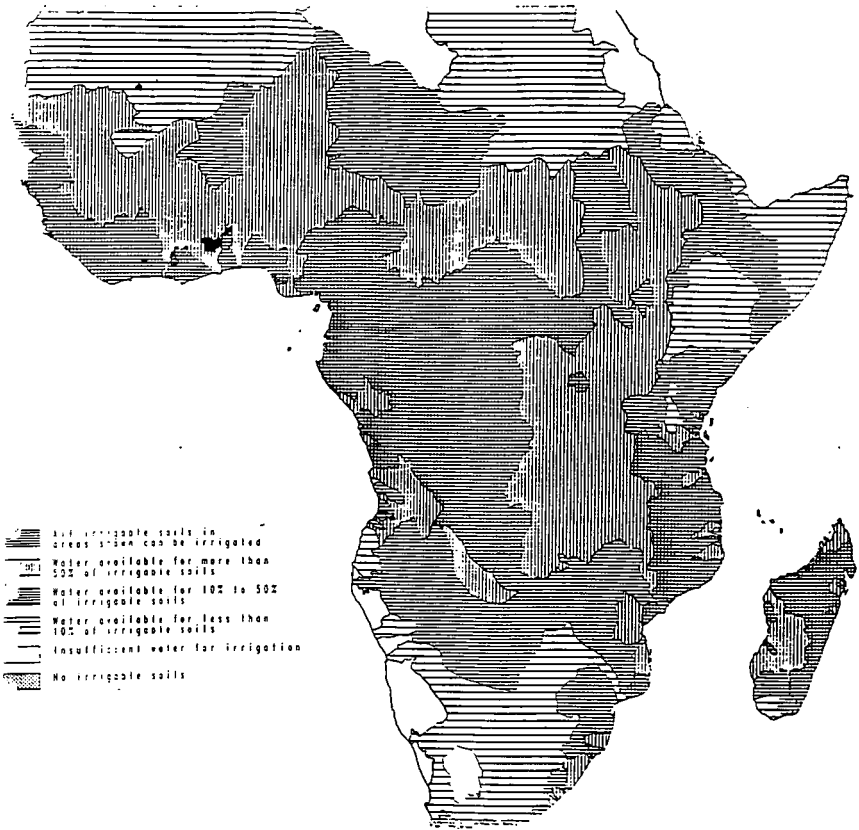 All irrigable soils in
areas shown can be irrigated
Water available for more than
50% of irrigable soils
Water available for 10% to 50%
of irrigable soils
Water available for less than
10% of irrigable soils
Insufficient water for irrigation
No irrigable soils